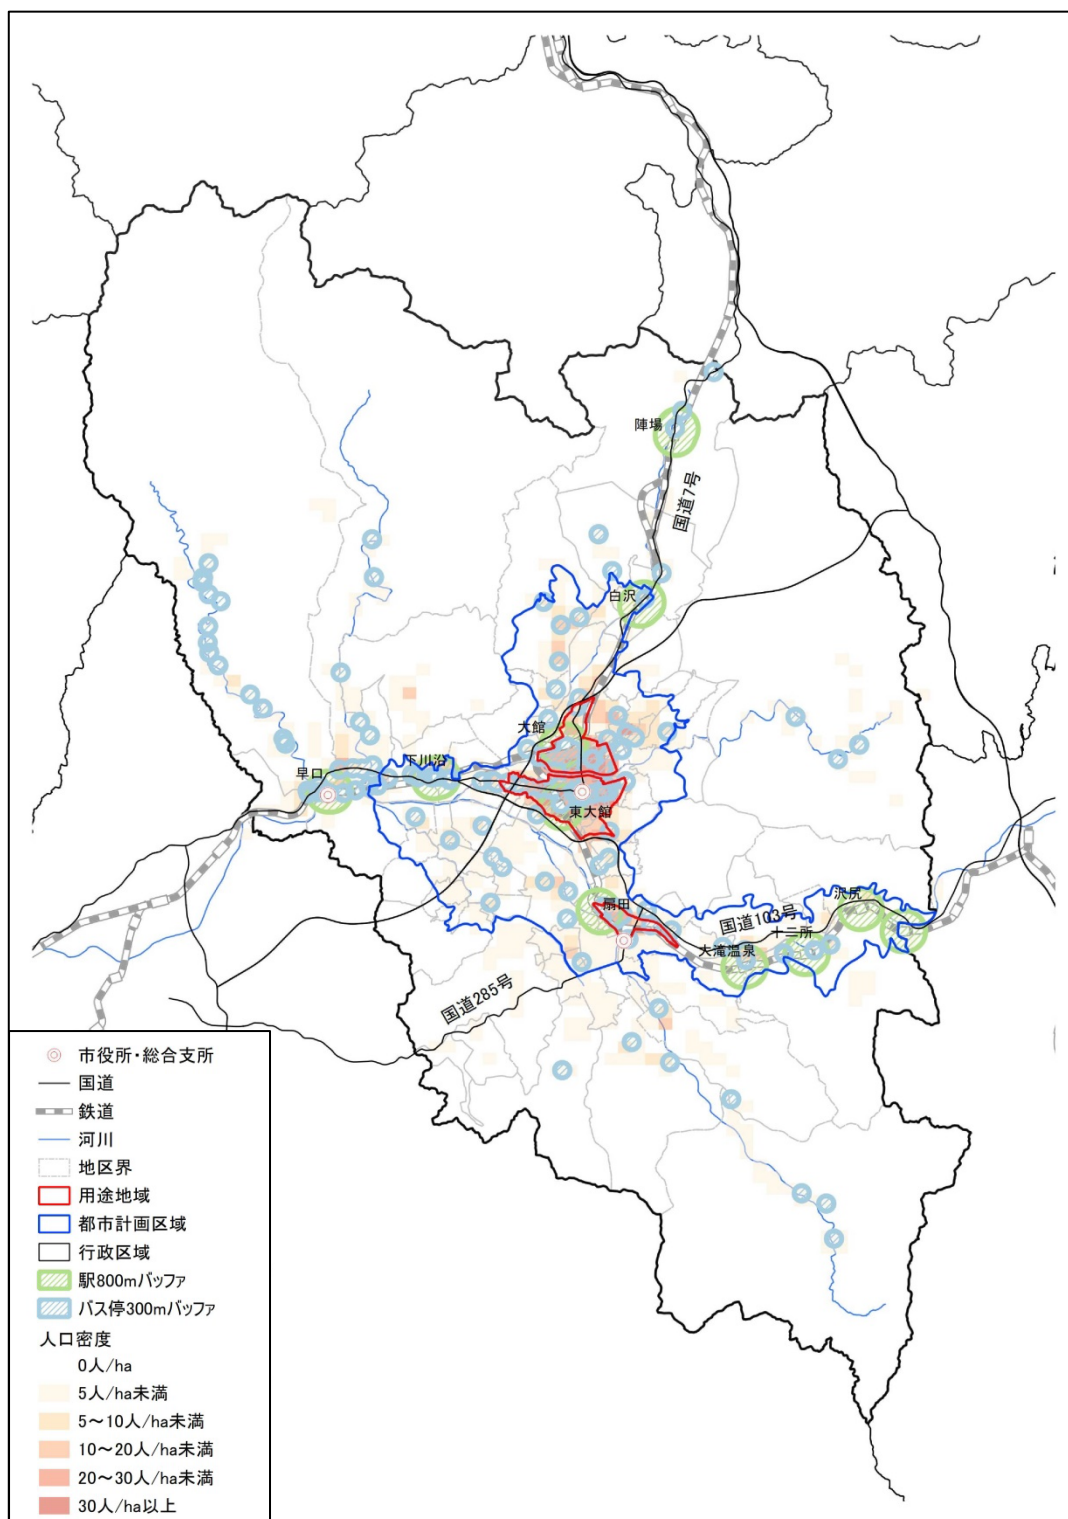 陣場
国道7号
白沢
大館
下川沿
早口
東大館
扇田
沢尻
国道103号
十二所
大滝温泉
国道285号
市役所・総合支所
国道
鉄道
河川
地区界
用途地域
都市計画区域
行政区域
駅800mバッファ
バス停300mバッファ
人口密度
0人/ha
5人/ha未満
5～10人/ha未満
10～20人/ha未満
20～30人/ha未満
30人/ha以上